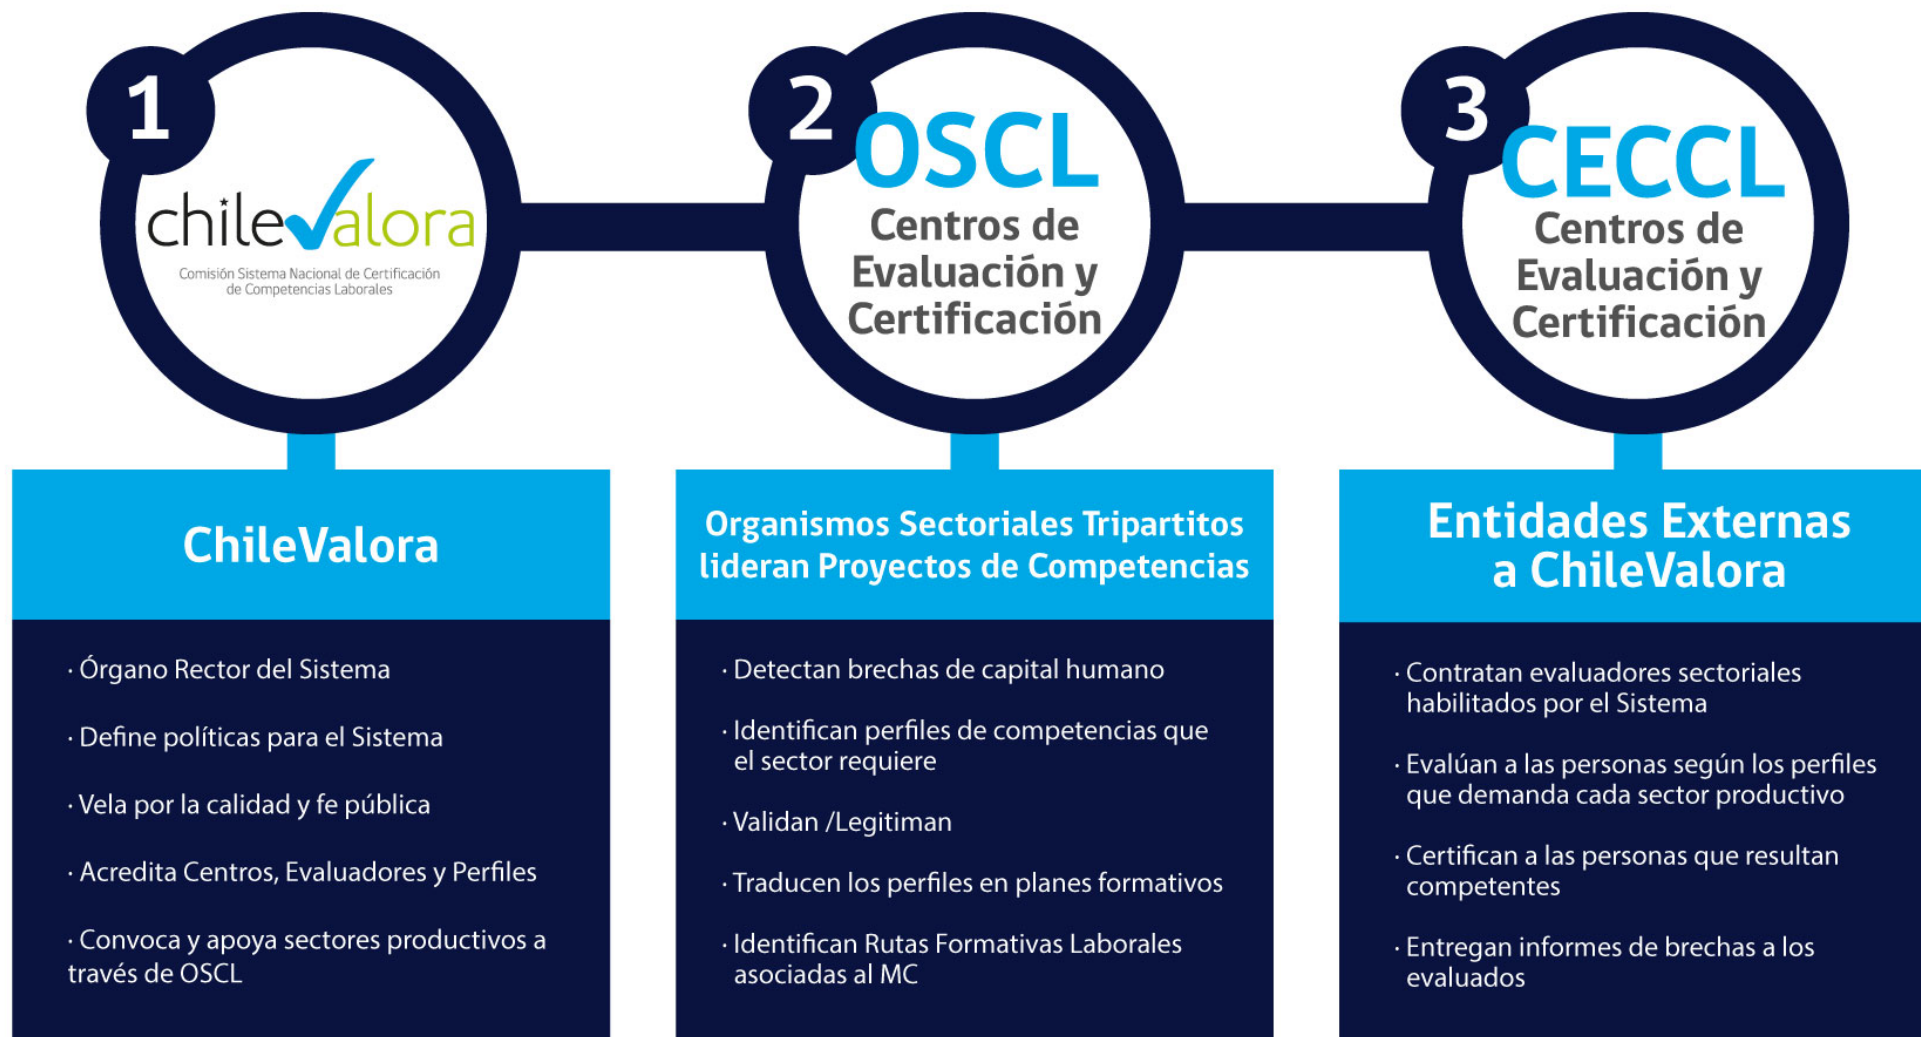 1
chilevalora
Comisión Sistema Nacional de Certificación
de Competencias Laborales
ChileValora
· Órgano Rector del Sistema
· Define políticas para el Sistema
· Vela por la calidad y fe pública
· Acredita Centros, Evaluadores y Perfiles
· Convoca y apoya sectores productivos a
través de OSCL
2
OSCL
Centros de
Evaluación y
Certificación
Organismos Sectoriales Tripartitos
lideran Proyectos de Competencias
· Detectan brechas de capital humano
· Identifican perfiles de competencias que
el sector requiere
· Validan /Legitiman
· Traducen los perfiles en planes formativos
· Identifican Rutas Formativas Laborales
asociadas al MC
3
CECCL
Centros de
Evaluación y
Certificación
Entidades Externas
a ChileValora
· Contratan evaluadores sectoriales
habilitados por el Sistema
· Evalúan a las personas según los perfiles
que demanda cada sector productivo
· Certifican a las personas que resultan
competentes
· Entregan informes de brechas a los
evaluados